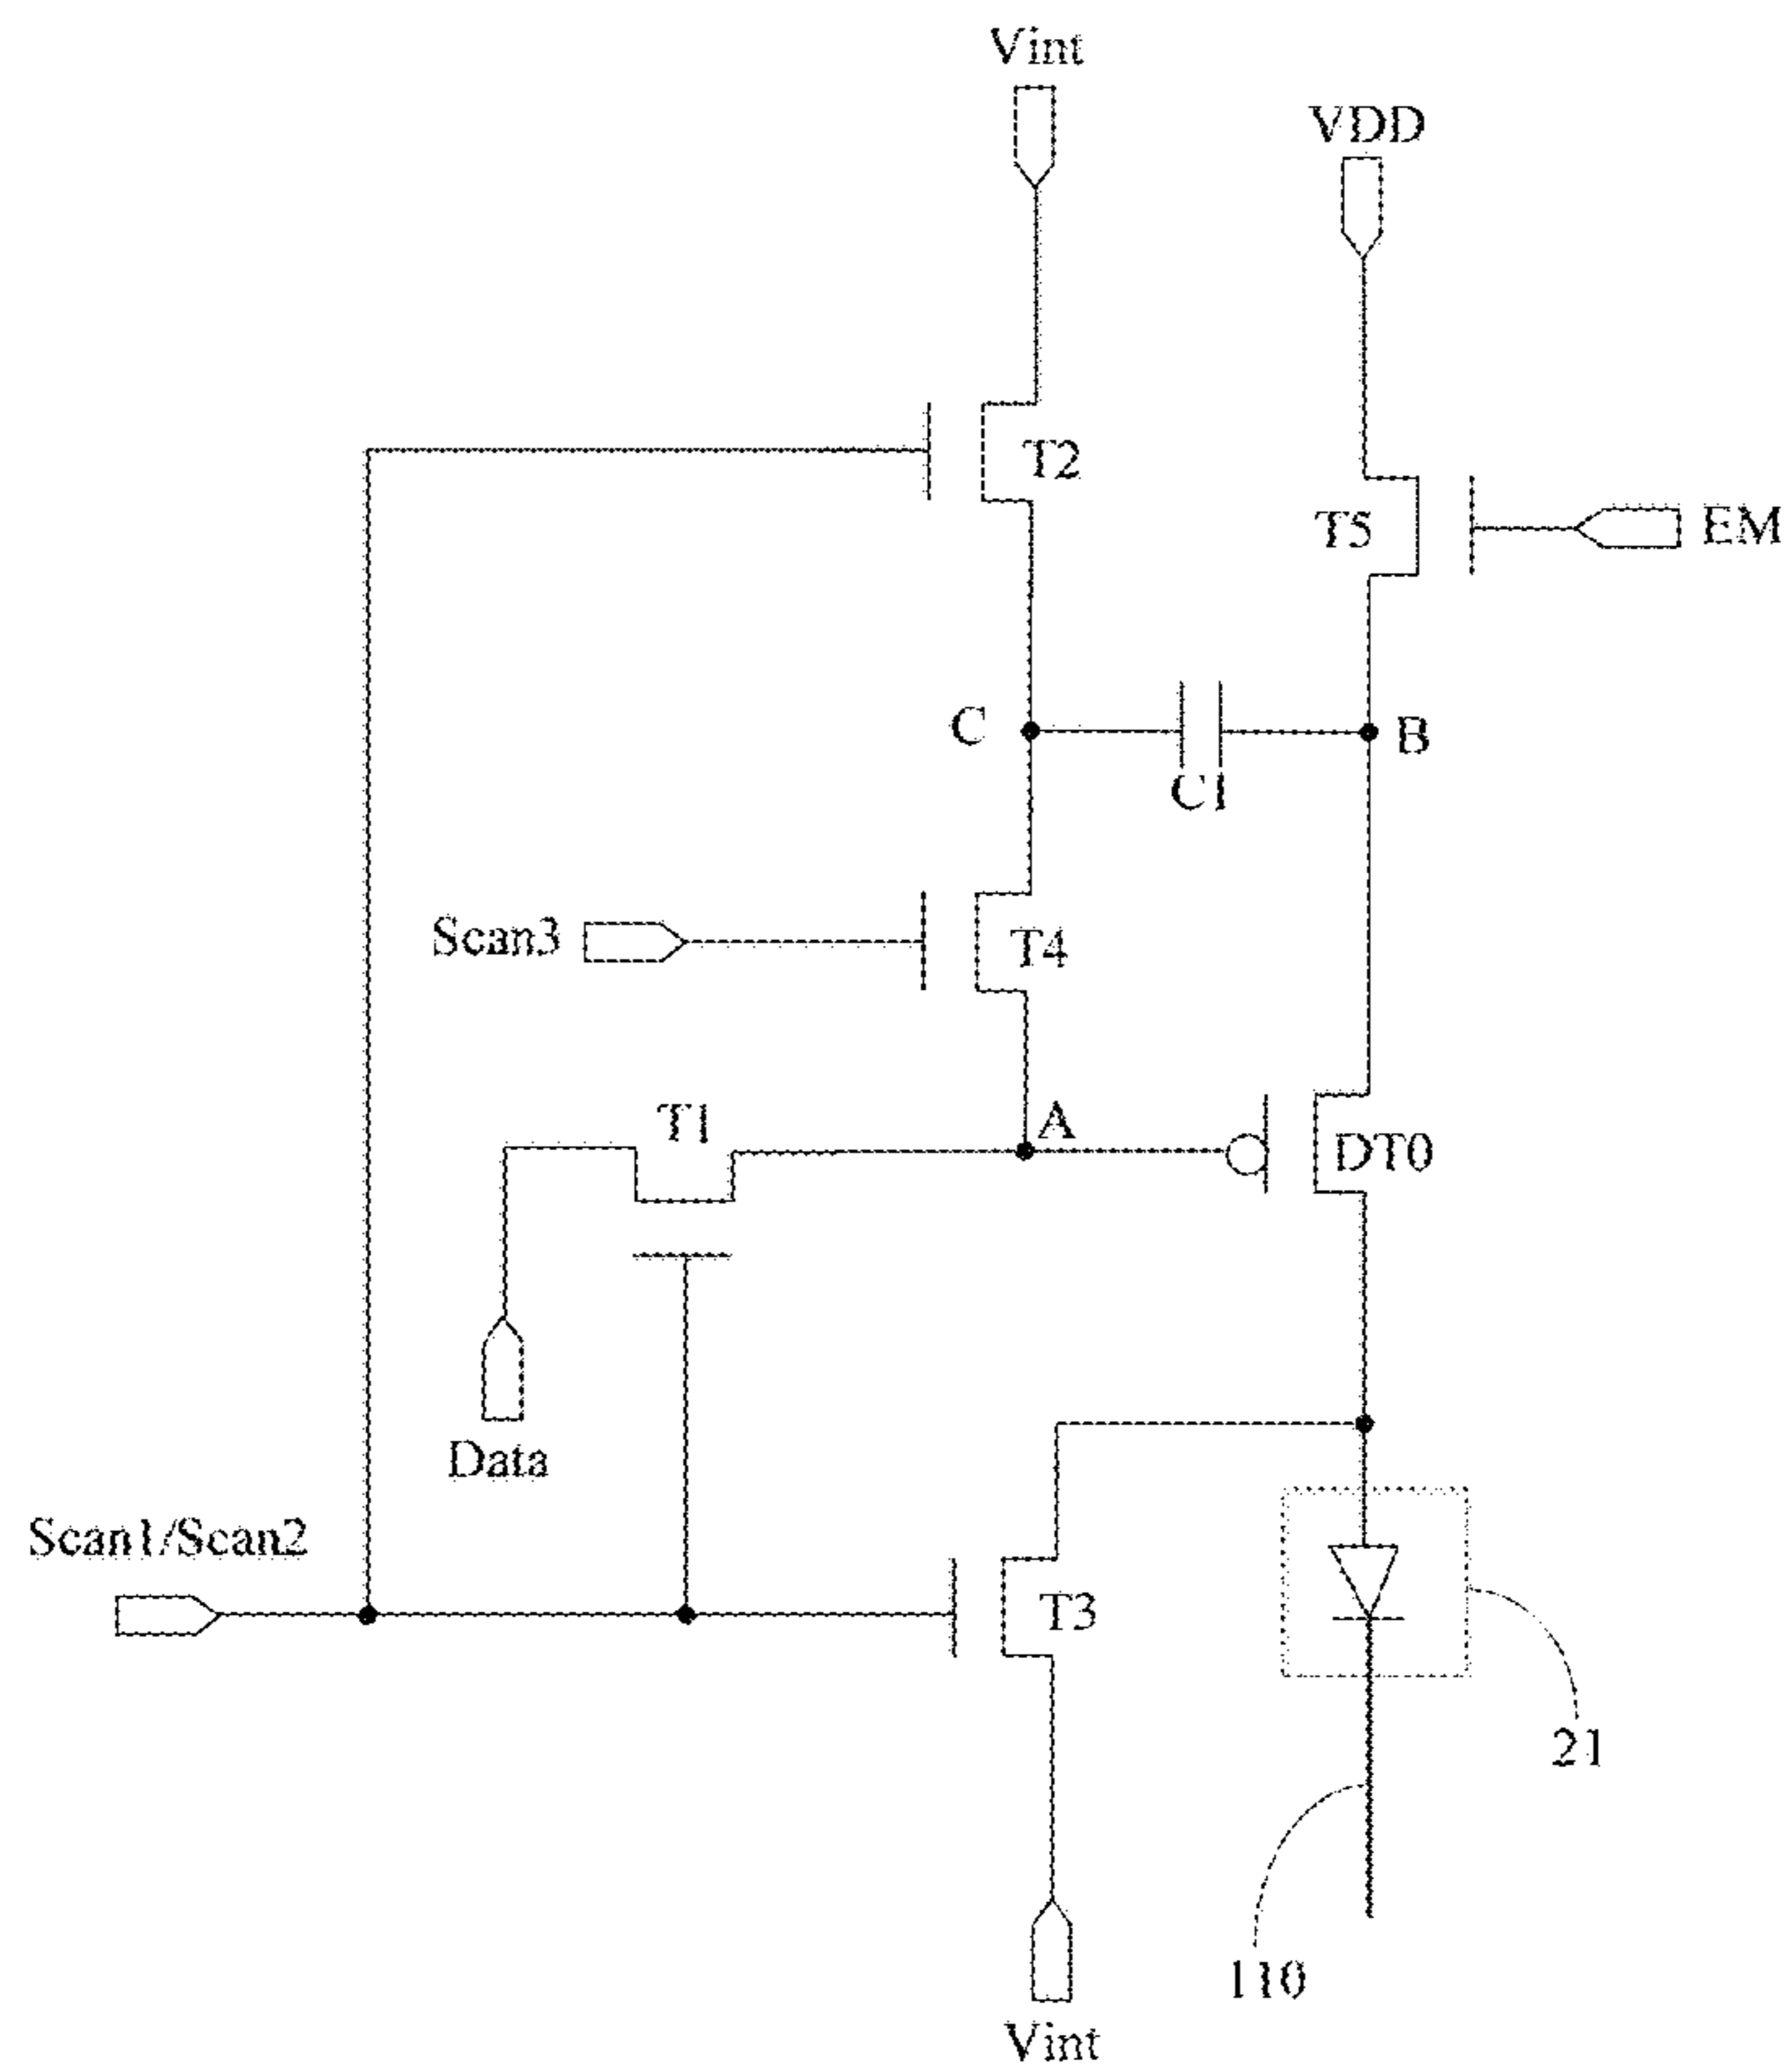 Vint
VDD
T2
T5
EM
C
B
C1
Scan3
T4
T1
A
DT0
Data
Scan1/Scan2
T3
21
110
Vint